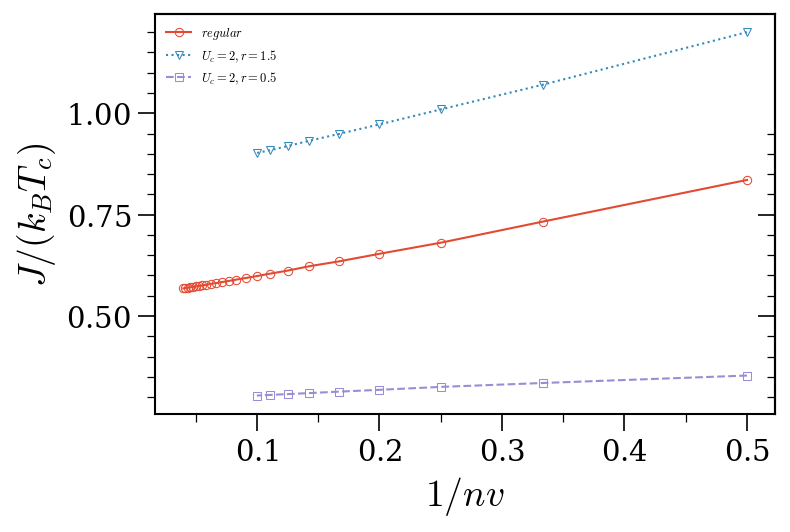 regular
U_c = 2, r = 1.5
U_c = 2, r = 0.5
1.00
0.75
0.50
J/(k_B T_c)
0.1 0.2 0.3 0.4 0.5
1/nv